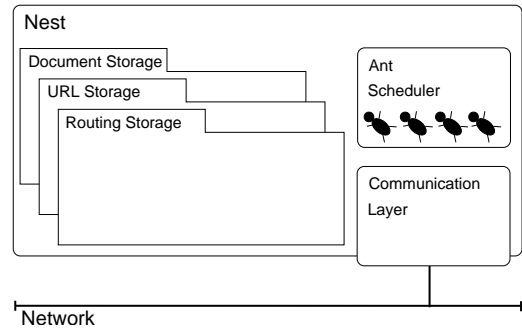 Nest
Document Storage
URL Storage
Routing Storage
Ant
Scheduler
Communication
Layer
Network